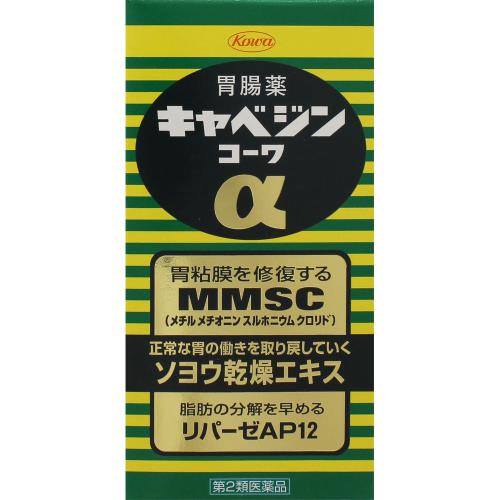 Kowa
胃腸薬
キャベジン
コーワ
α
胃粘膜を修復する
MMSC
(メチル メチオニン スルホニウム クロリド)
正常な胃の働きを取り戻していく
ソヨウ乾燥エキス
脂肪の分解を早める
リパーゼAP12
第2類医薬品